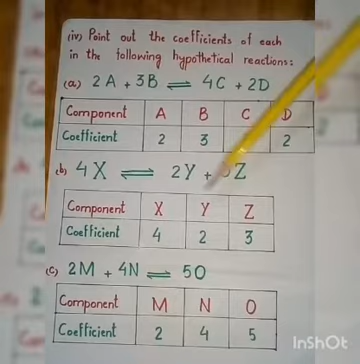 (iv) Point out the coefficients of each
in the following hypothetical reactions:
(a) 2A + 3B ⇌ 4C + 2D
Component A B C D
Coefficient 2 3 2
(b) 4X ⇌ 2Y + Z
Component X Y Z
Coefficient 4 2 3
(c) 2M + 4N ⇌ 5O
Component M N O
Coefficient 2 4 5
InShOt